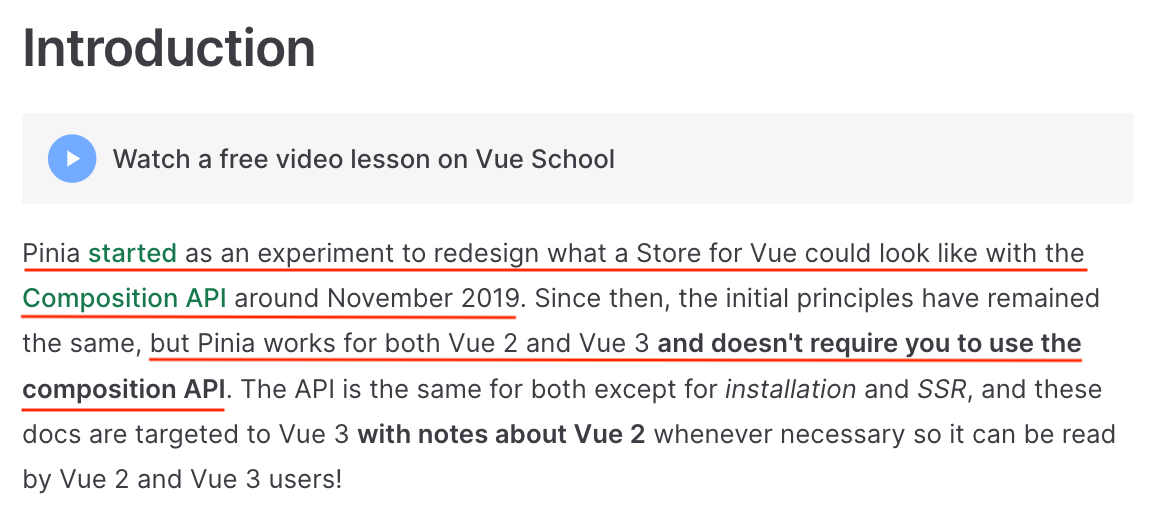 Introduction
Watch a free video lesson on Vue School
Pinia started as an experiment to redesign what a Store for Vue could look like with the
Composition API around November 2019. Since then, the initial principles have remained
the same, but Pinia works for both Vue 2 and Vue 3 and doesn't require you to use the
composition API. The API is the same for both except for installation and SSR, and these
docs are targeted to Vue 3 with notes about Vue 2 whenever necessary so it can be read
by Vue 2 and Vue 3 users!